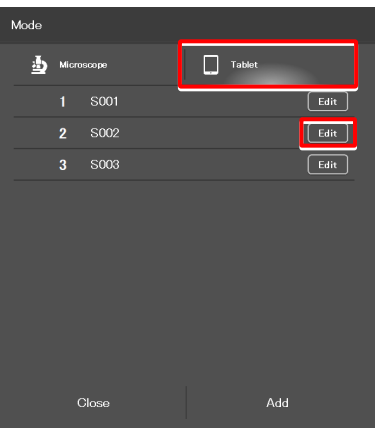 Mode
Microscope Tablet
1 S001 Edit
2 S002 Edit
3 S003 Edit
Close Add